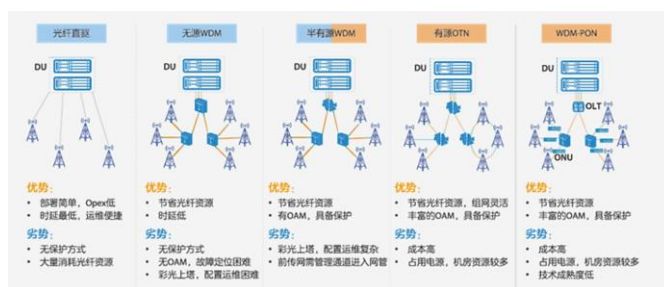 光纤直驱
无源WDM
半有源WDM
有源OTN
WDM-PON
DU
DU
DU
DU
DU
OLT
ONU
优势：
部署简单，Opex低
时延最低，运维便捷
劣势：
无保护方式
大量消耗光纤资源
优势：
节省光纤资源
时延低
劣势：
无保护方式
无OAM，故障定位困难
彩光上塔，配置运维困难
优势：
节省光纤资源
有OAM，具备保护
劣势：
彩光上塔，配置运维复杂
前传网需管理通道进入网管
优势：
节省光纤资源，组网灵活
丰富的OAM，具备保护
劣势：
成本高
占用电源，机房资源较多
优势：
节省光纤资源
丰富的OAM，具备保护
劣势：
成本高
占用电源，机房资源较多
技术成熟度低